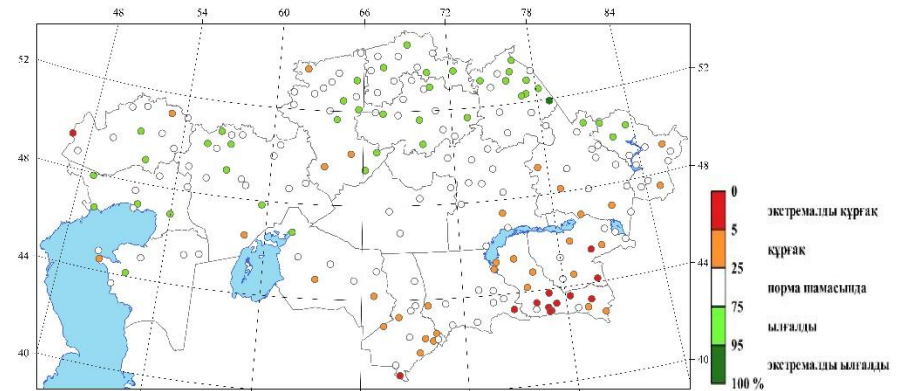 48 54 60 66 72 78 84
52 52
48 48
44 44
40 40
0
экстремалды құрғақ
5
құрғақ
25
норма шамасында
75
ылғалды
95
экстремалды ылғалды
100 %